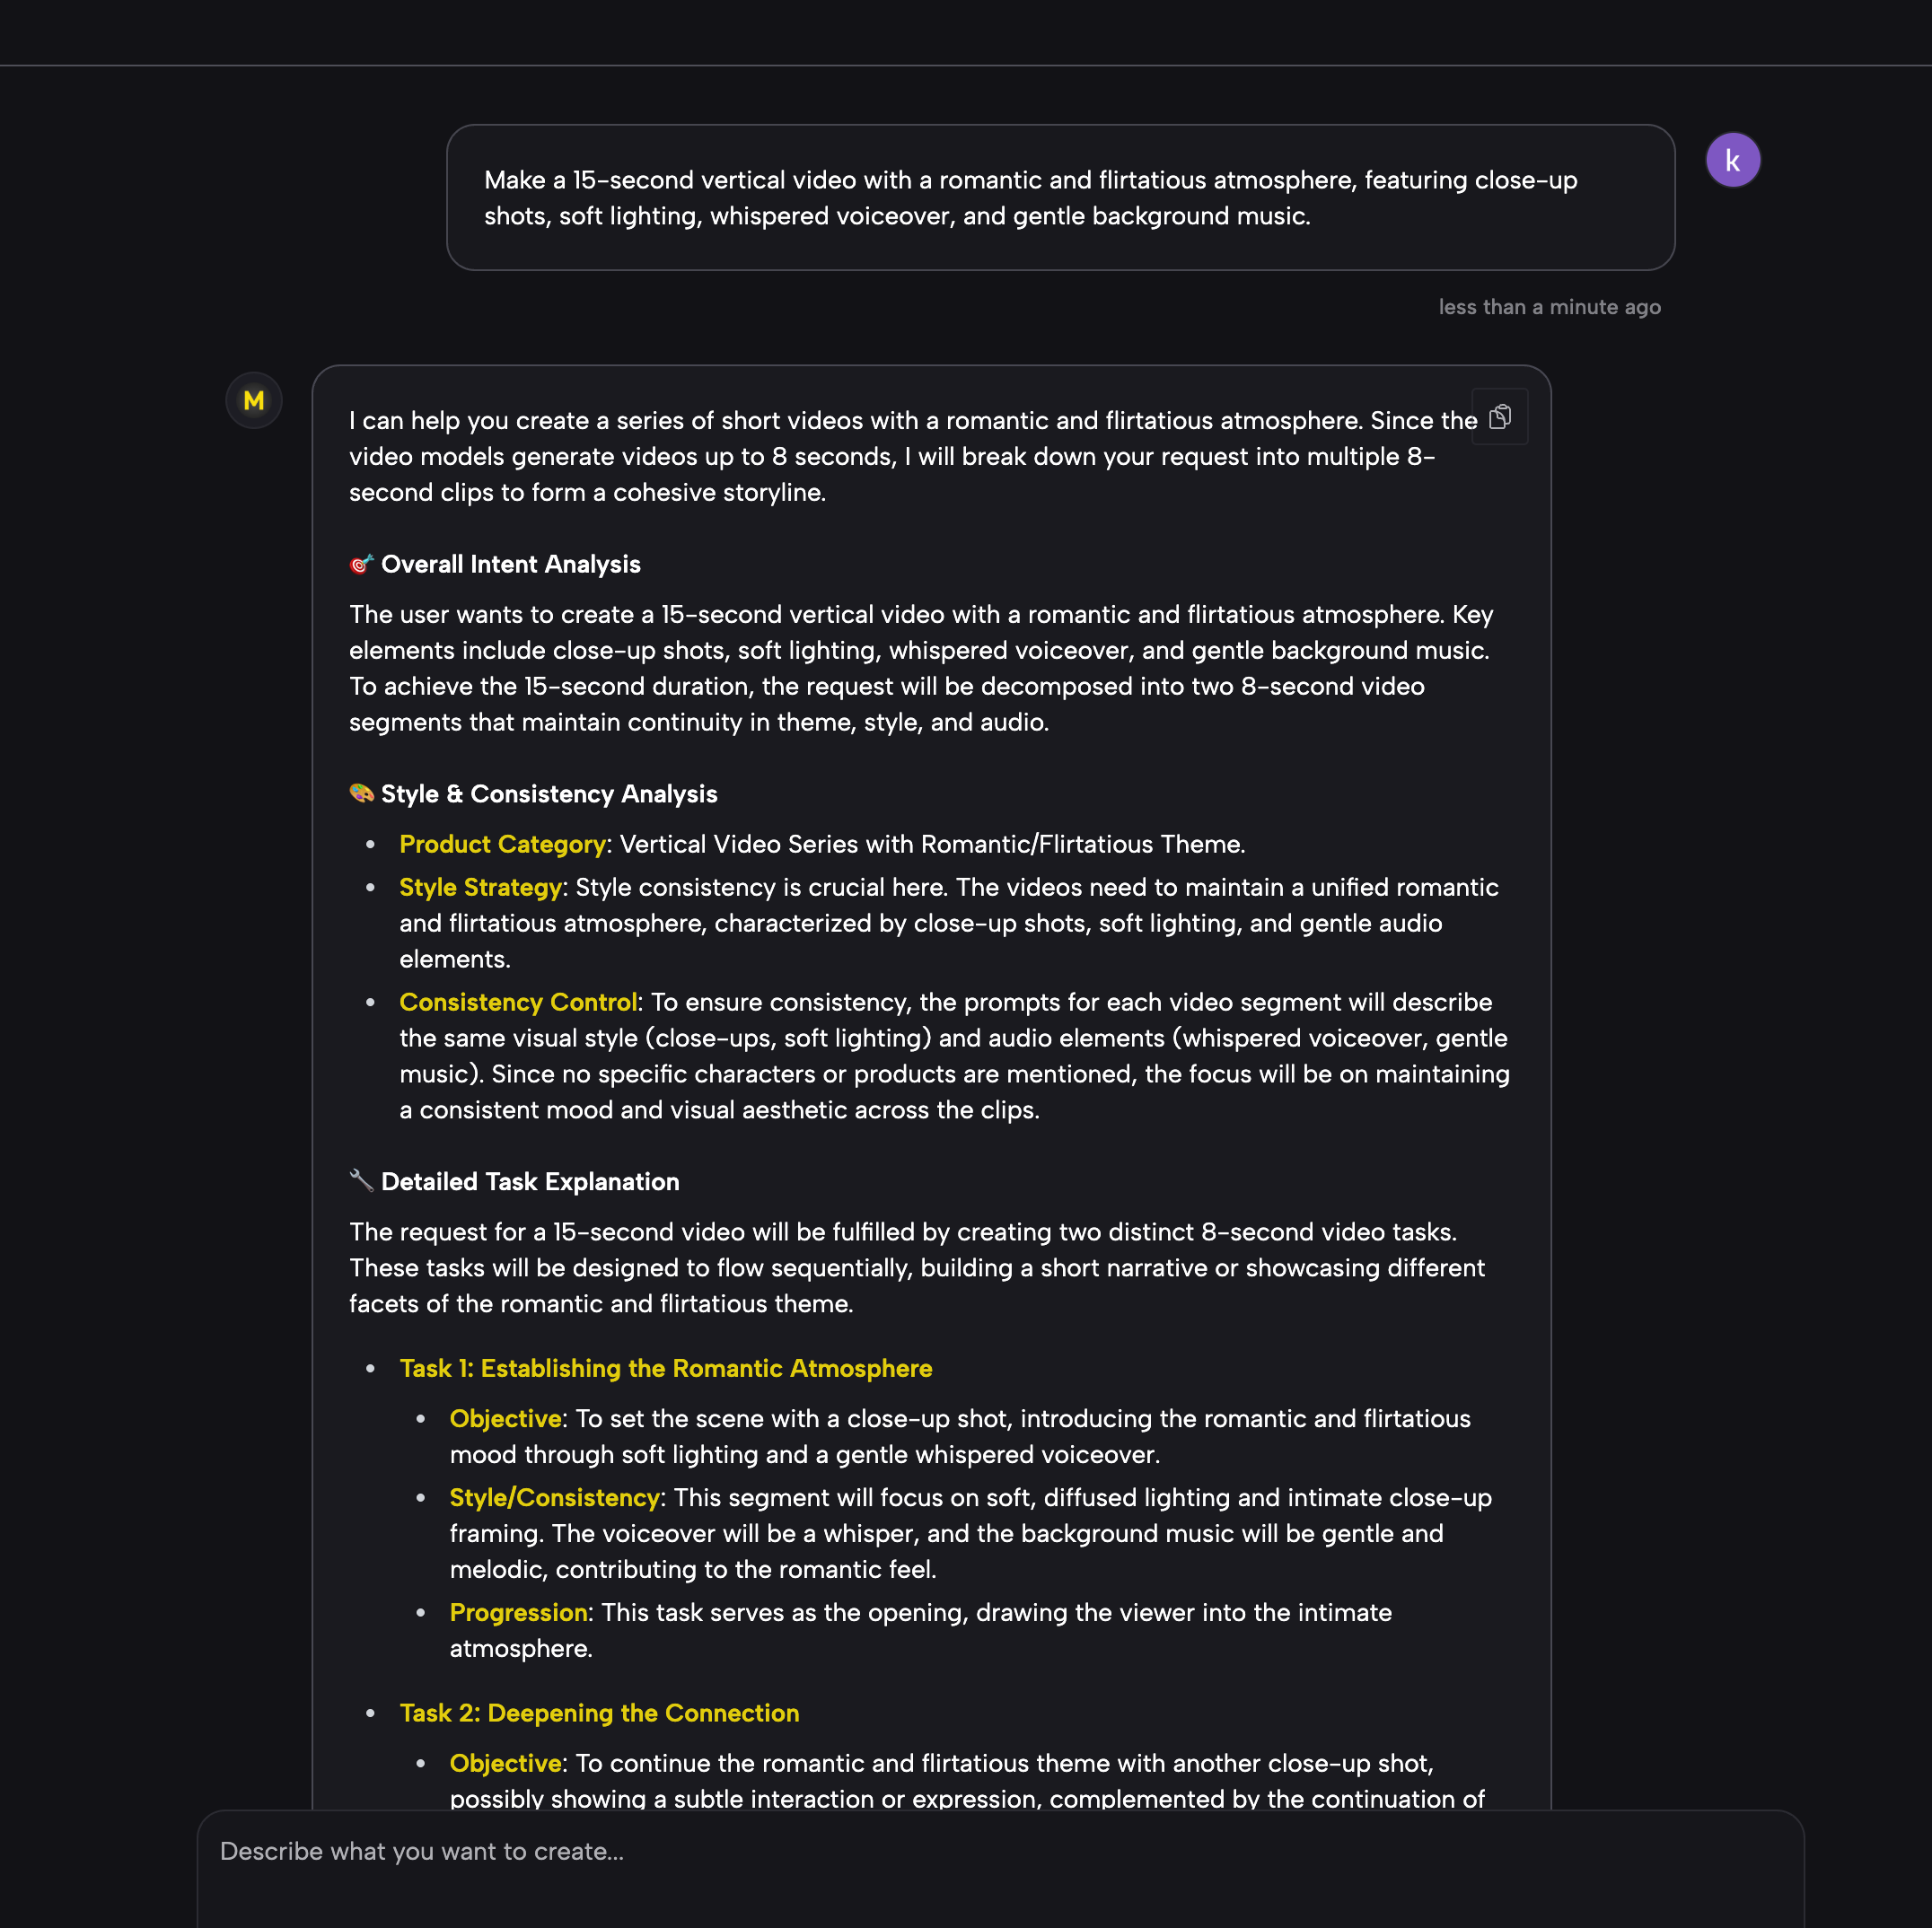 Make a 15-second vertical video with a romantic and flirtatious atmosphere, featuring close-up
shots, soft lighting, whispered voiceover, and gentle background music.
k
less than a minute ago
M
I can help you create a series of short videos with a romantic and flirtatious atmosphere. Since the
video models generate videos up to 8 seconds, I will break down your request into multiple 8-
second clips to form a cohesive storyline.
🎯 Overall Intent Analysis
The user wants to create a 15-second vertical video with a romantic and flirtatious atmosphere. Key
elements include close-up shots, soft lighting, whispered voiceover, and gentle background music.
To achieve the 15-second duration, the request will be decomposed into two 8-second video
segments that maintain continuity in theme, style, and audio.
🎨 Style & Consistency Analysis
• Product Category: Vertical Video Series with Romantic/Flirtatious Theme.
• Style Strategy: Style consistency is crucial here. The videos need to maintain a unified romantic
and flirtatious atmosphere, characterized by close-up shots, soft lighting, and gentle audio
elements.
• Consistency Control: To ensure consistency, the prompts for each video segment will describe
the same visual style (close-ups, soft lighting) and audio elements (whispered voiceover, gentle
music). Since no specific characters or products are mentioned, the focus will be on maintaining
a consistent mood and visual aesthetic across the clips.
🔧 Detailed Task Explanation
The request for a 15-second video will be fulfilled by creating two distinct 8-second video tasks.
These tasks will be designed to flow sequentially, building a short narrative or showcasing different
facets of the romantic and flirtatious theme.
• Task 1: Establishing the Romantic Atmosphere
• Objective: To set the scene with a close-up shot, introducing the romantic and flirtatious
mood through soft lighting and a gentle whispered voiceover.
• Style/Consistency: This segment will focus on soft, diffused lighting and intimate close-up
framing. The voiceover will be a whisper, and the background music will be gentle and
melodic, contributing to the romantic feel.
• Progression: This task serves as the opening, drawing the viewer into the intimate
atmosphere.
• Task 2: Deepening the Connection
• Objective: To continue the romantic and flirtatious theme with another close-up shot,
possibly showing a subtle interaction or expression, complemented by the continuation of
Describe what you want to create...